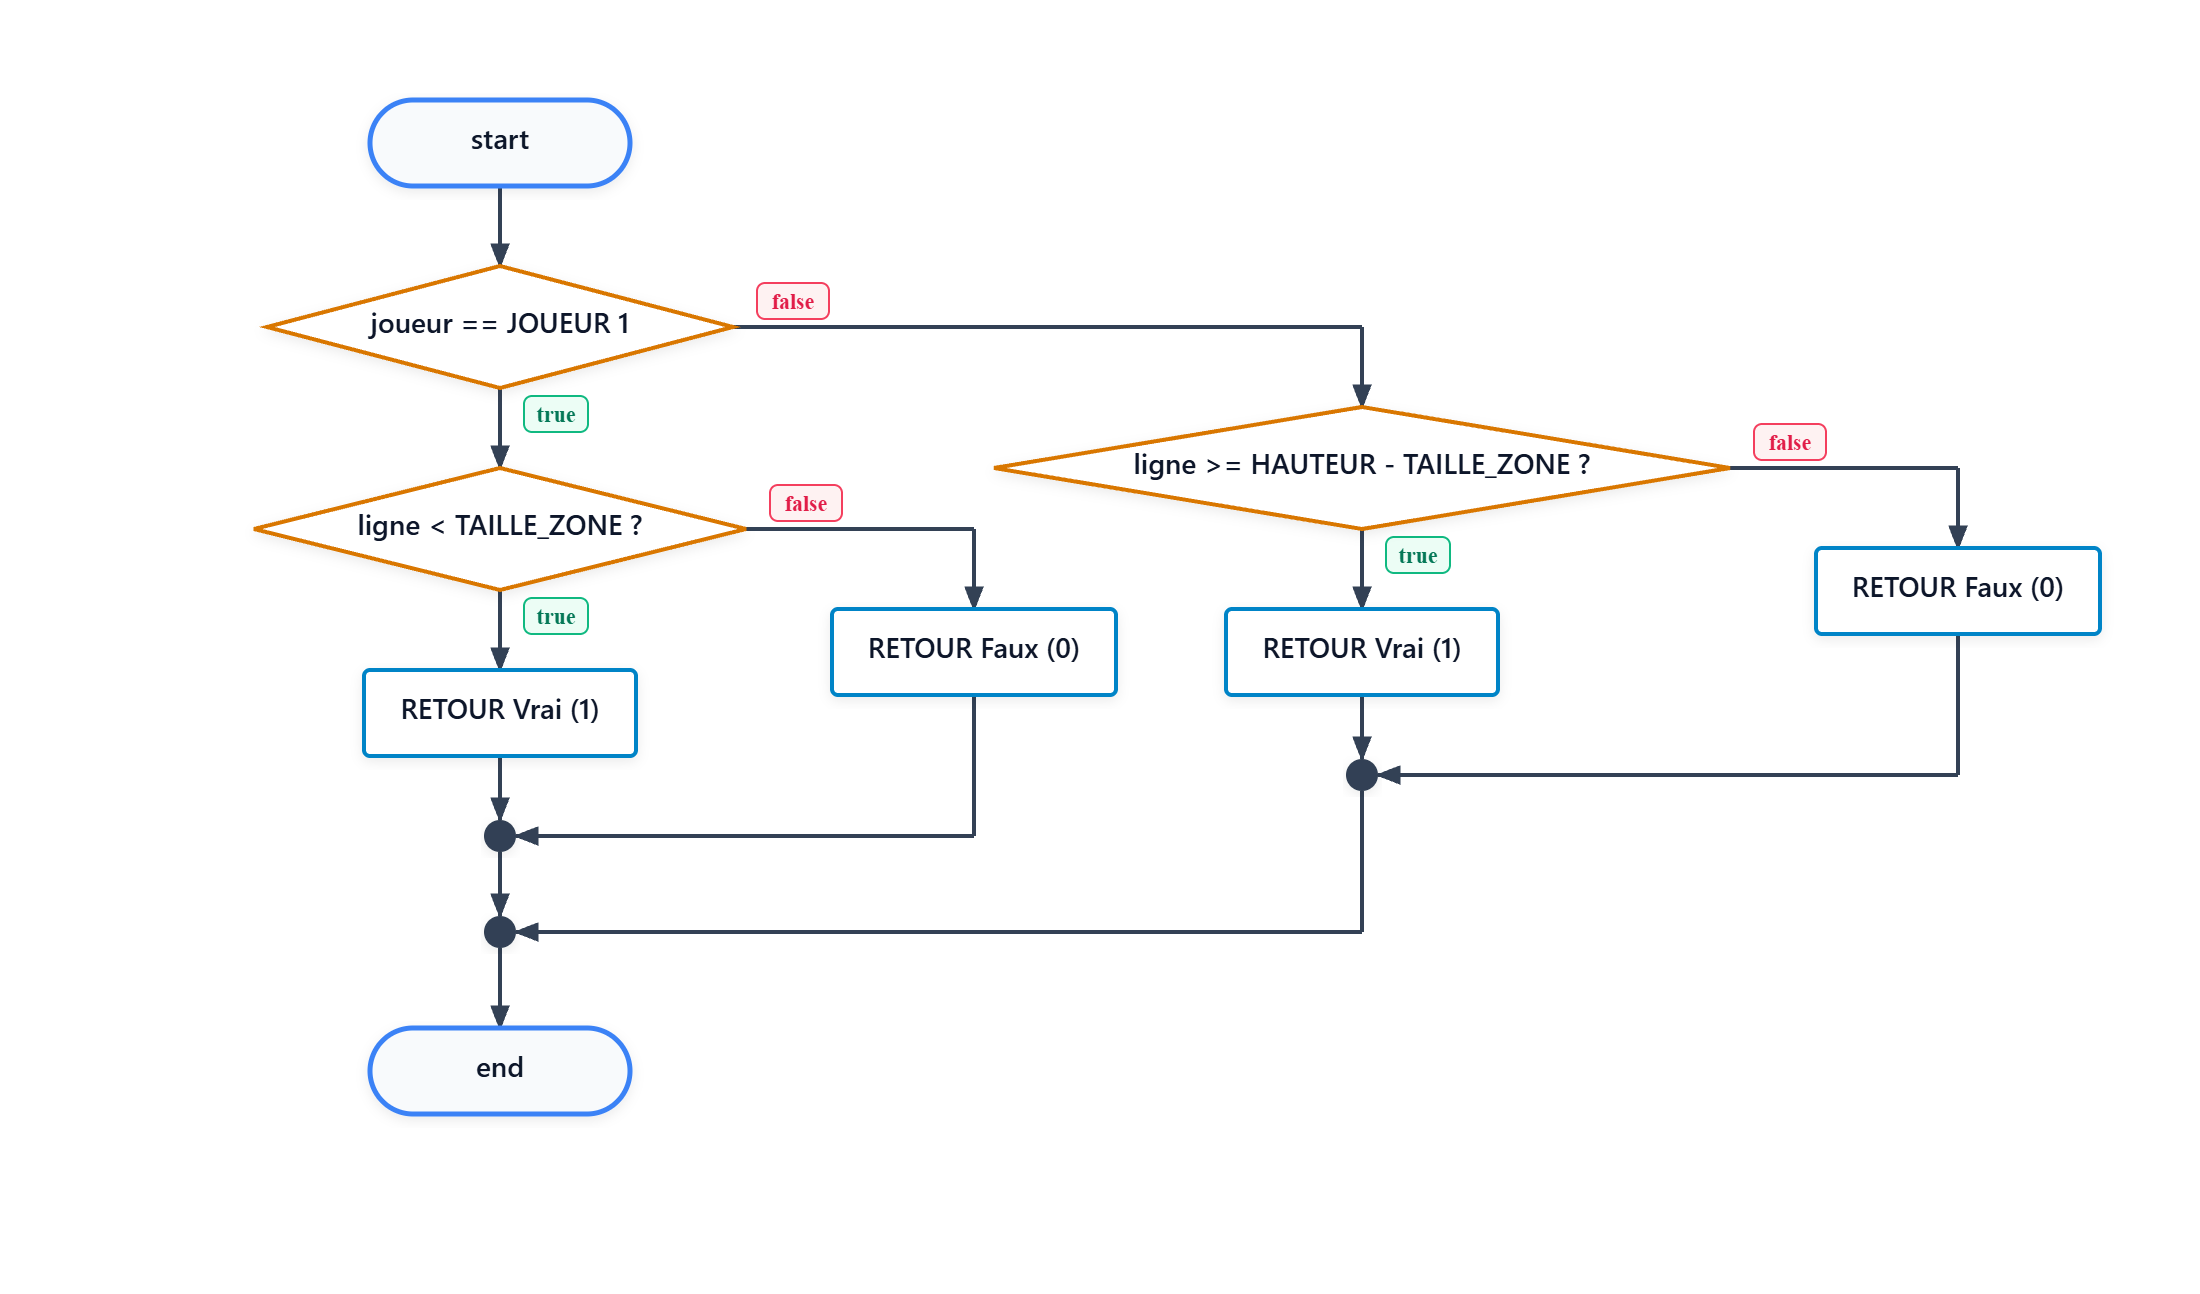 start
joueur == JOUEUR 1
false
true
ligne >= HAUTEUR - TAILLE_ZONE ?
false
true
ligne < TAILLE_ZONE ?
false
true
RETOUR Faux (0)
RETOUR Vrai (1)
RETOUR Faux (0)
RETOUR Vrai (1)
end